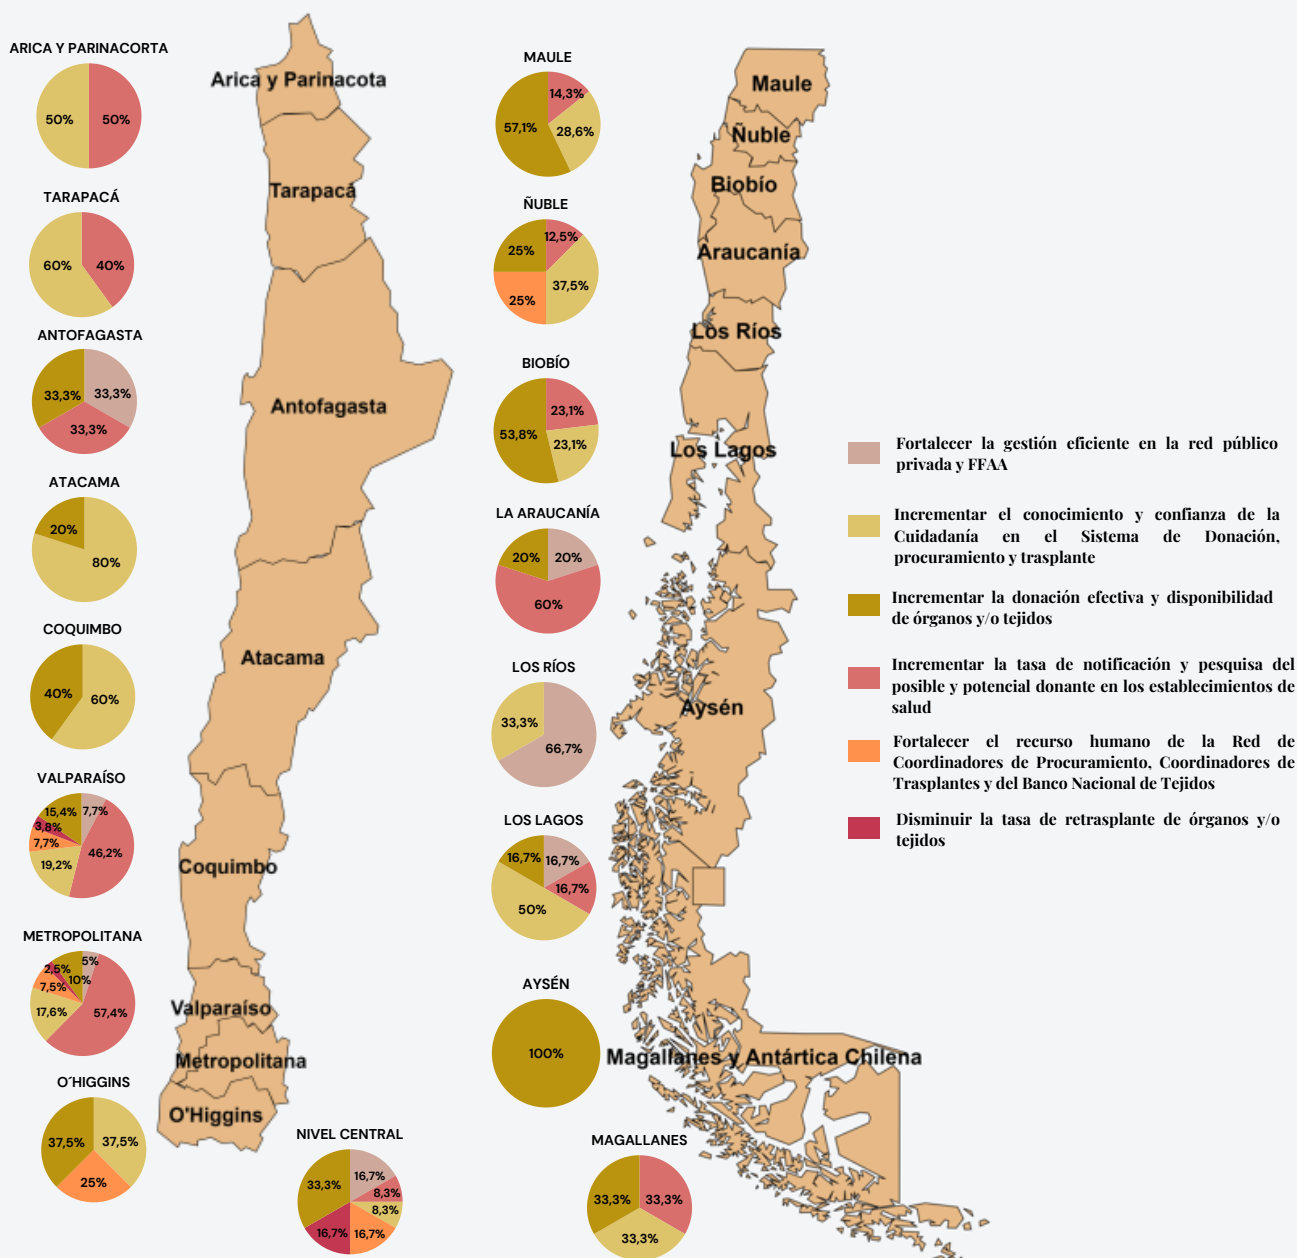 ARICA Y PARINACORTA
50%
50%
TARAPACÁ
60%
40%
ANTOFAGASTA
33,3%
33,3%
33,3%
ATACAMA
20%
80%
COQUIMBO
40%
60%
VALPARAÍSO
15,4%
7,7%
3,8%
7,7%
46,2%
19,2%
METROPOLITANA
5%
2,5%
10%
7,5%
17,6%
57,4%
O'HIGGINS
37,5%
37,5%
25%
NIVEL CENTRAL
33,3%
16,7%
8,3%
8,3%
16,7%
16,7%
Arica y Parinacota
Tarapacá
Antofagasta
Atacama
Coquimbo
Valparaíso
Metropolitana
O'Higgins
MAULE
14,3%
57,1%
28,6%
ÑUBLE
12,5%
25%
37,5%
25%
BIOBÍO
23,1%
53,8%
23,1%
LA ARAUCANÍA
20%
20%
60%
LOS RÍOS
33,3%
66,7%
LOS LAGOS
16,7%
16,7%
16,7%
50%
AYSÉN
100%
MAGALLANES
33,3%
33,3%
33,3%
Maule
Ñuble
Biobío
Araucanía
Los Ríos
Los Lagos
Aysén
Magallanes y Antártica Chilena
Fortalecer la gestión eficiente en la red público
privada y FFAA
Incrementar el conocimiento y confianza de la
Cuidadanía en el Sistema de Donación,
procuramiento y trasplante
Incrementar la donación efectiva y disponibilidad
de órganos y/o tejidos
Incrementar la tasa de notificación y pesquisa del
posible y potencial donante en los establecimientos de
salud
Fortalecer el recurso humano de la Red de
Coordinadores de Procuramiento, Coordinadores de
Trasplantes y del Banco Nacional de Tejidos
Disminuir la tasa de retrasplante de órganos y/o
tejidos